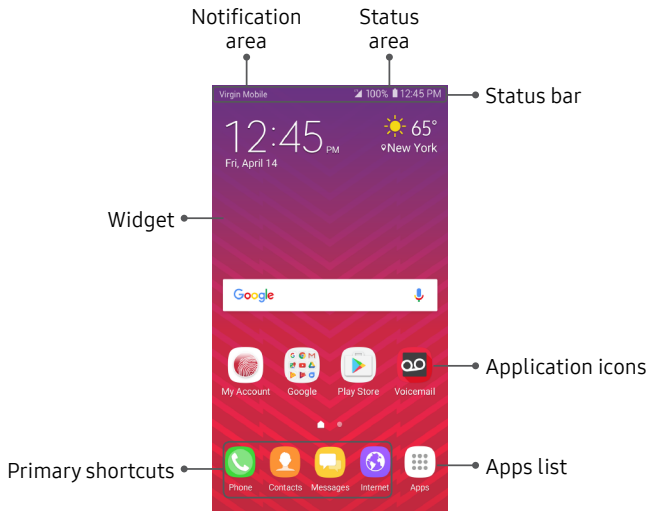 Notification
area
Status
area
Virgin Mobile
100%
12:45 PM
Status bar
12:45 PM
Fri, April 14
65°
New York
Widget
Google
My Account
Google
Play Store
Voicemail
Application icons
Primary shortcuts
Phone
Contacts
Messages
Internet
Apps
Apps list